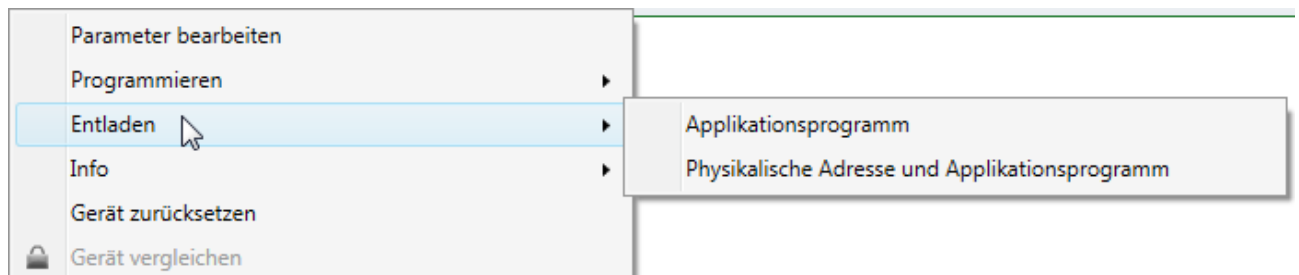 Parameter bearbeiten
Programmieren
Entladen
Applikationsprogramm
Physikalische Adresse und Applikationsprogramm
Info
Gerät zurücksetzen
Gerät vergleichen